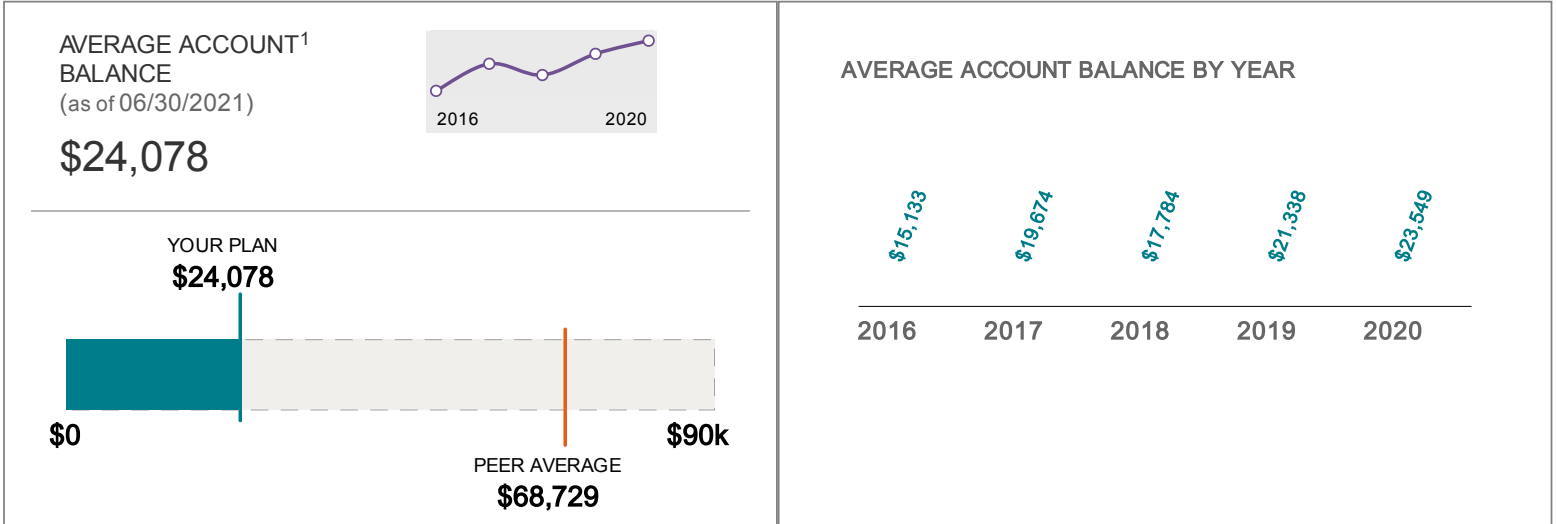 AVERAGE ACCOUNT1
BALANCE
(as of 06/30/2021)
$24,078
2016 2020
YOUR PLAN
$24,078
$0 $90k
PEER AVERAGE
$68,729
AVERAGE ACCOUNT BALANCE BY YEAR
$15,133 $19,674 $17,784 $21,338 $23,549
2016 2017 2018 2019 2020